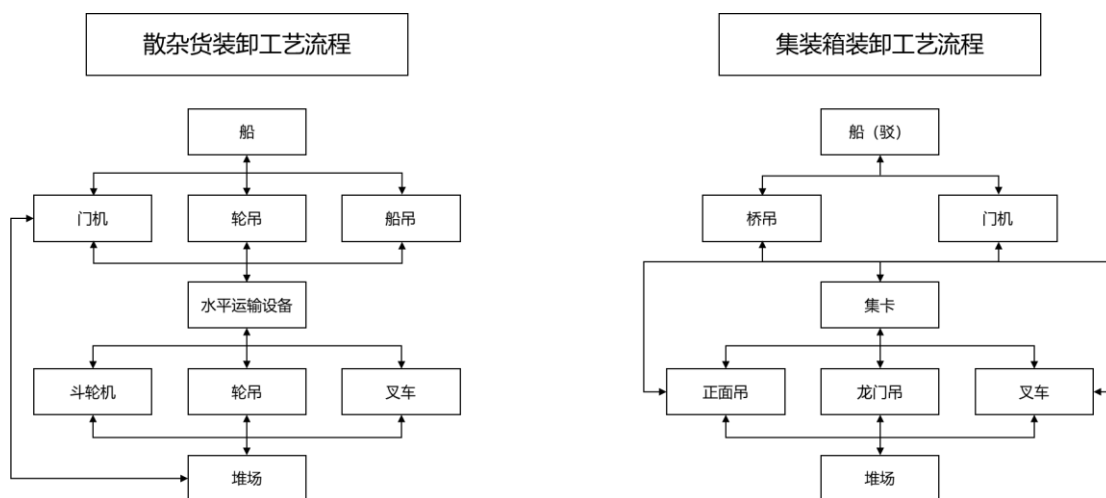 散杂货装卸工艺流程
船
门机
轮吊
船吊
水平运输设备
斗轮机
轮吊
叉车
堆场
集装箱装卸工艺流程
船（驳）
桥吊
门机
集卡
正面吊
龙门吊
叉车
堆场